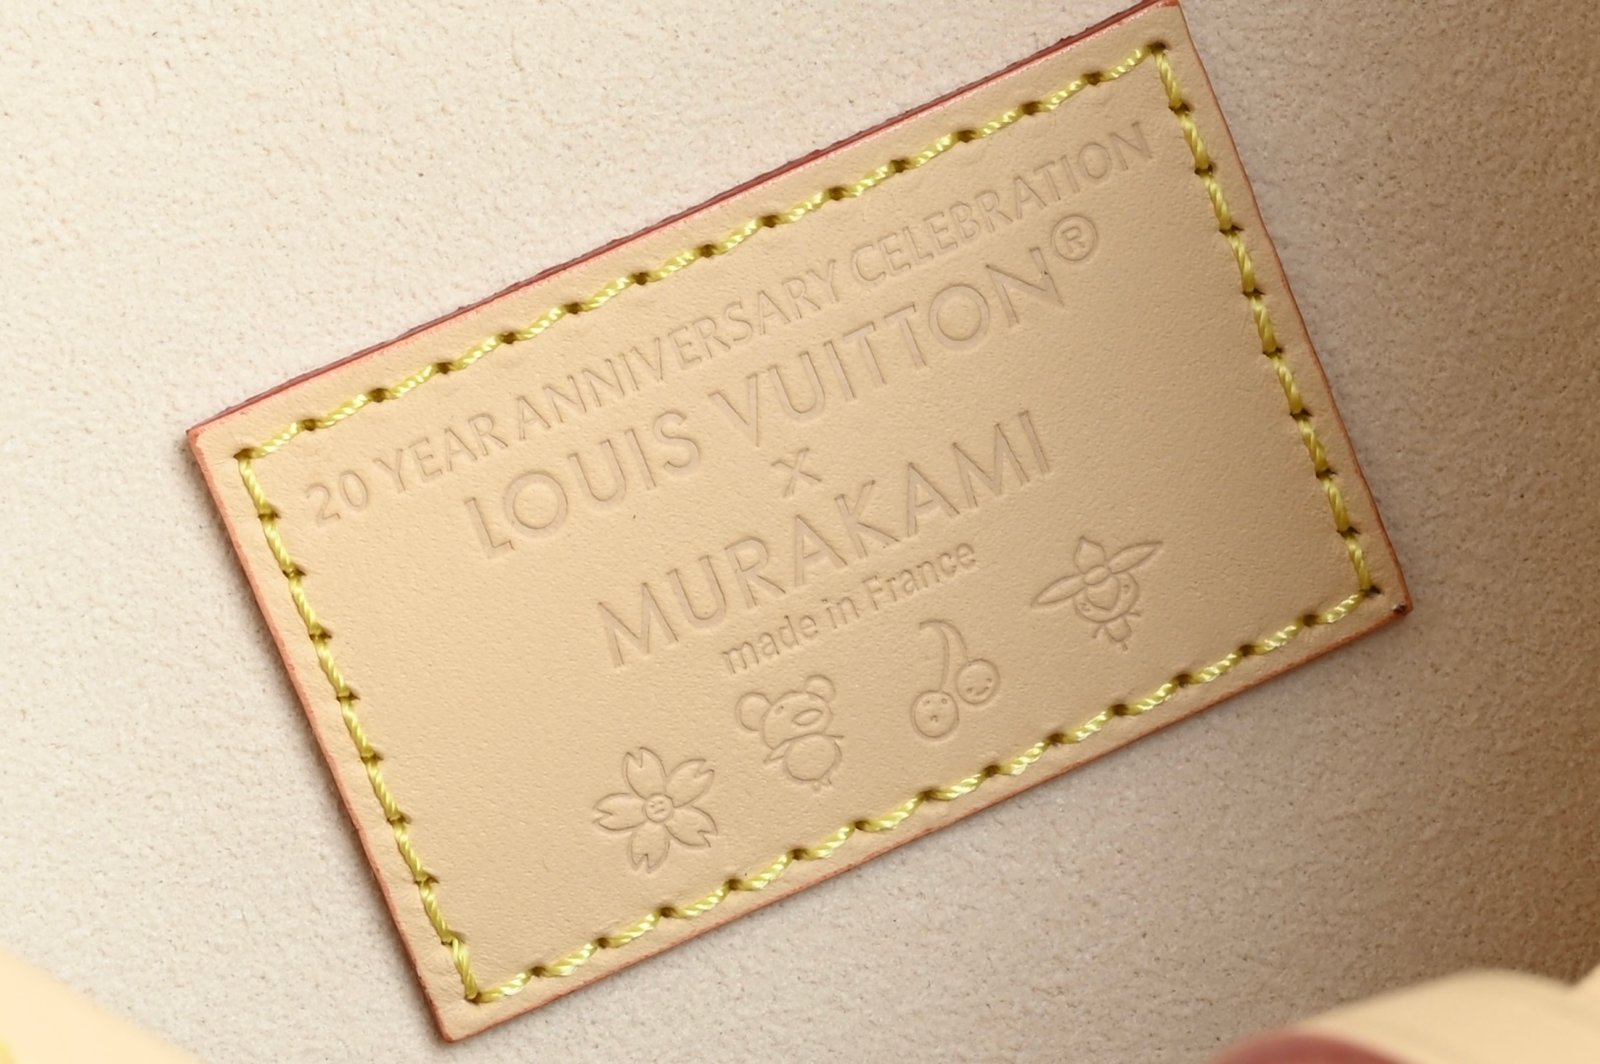 20 YEAR ANNIVERSARY CELEBRATION
LOUIS VUITTON®
x
MURAKAMI
made in France